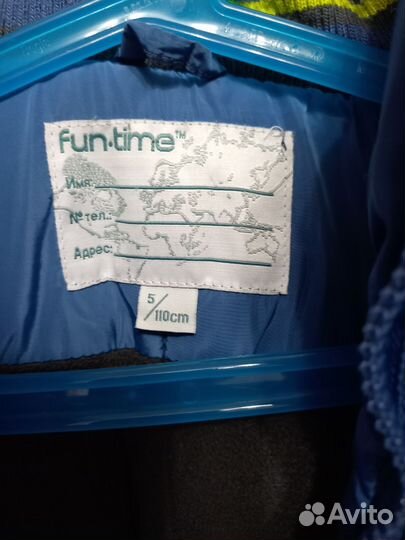 fun•time™
Имя:
№ тел.:
Адрес:
5/110cm
Avito